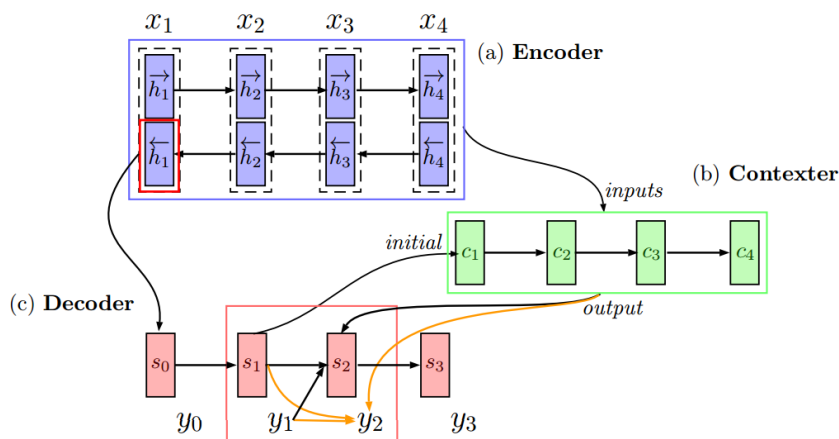 x₁ x₂ x₃ x₄
(a) Encoder
→h₁ →h₂ →h₃ →h₄
←h₁ ←h₂ ←h₃ ←h₄
inputs
(b) Contexter
initial
c₁ c₂ c₃ c₄
(c) Decoder
output
s₀ s₁ s₂ s₃
y₀ y₁ y₂ y₃